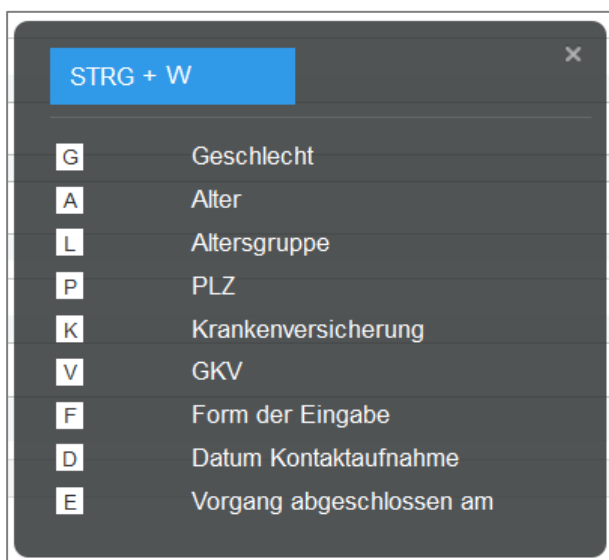 STRG + W ×
G Geschlecht
A Alter
L Altersgruppe
P PLZ
K Krankenversicherung
V GKV
F Form der Eingabe
D Datum Kontaktaufnahme
E Vorgang abgeschlossen am